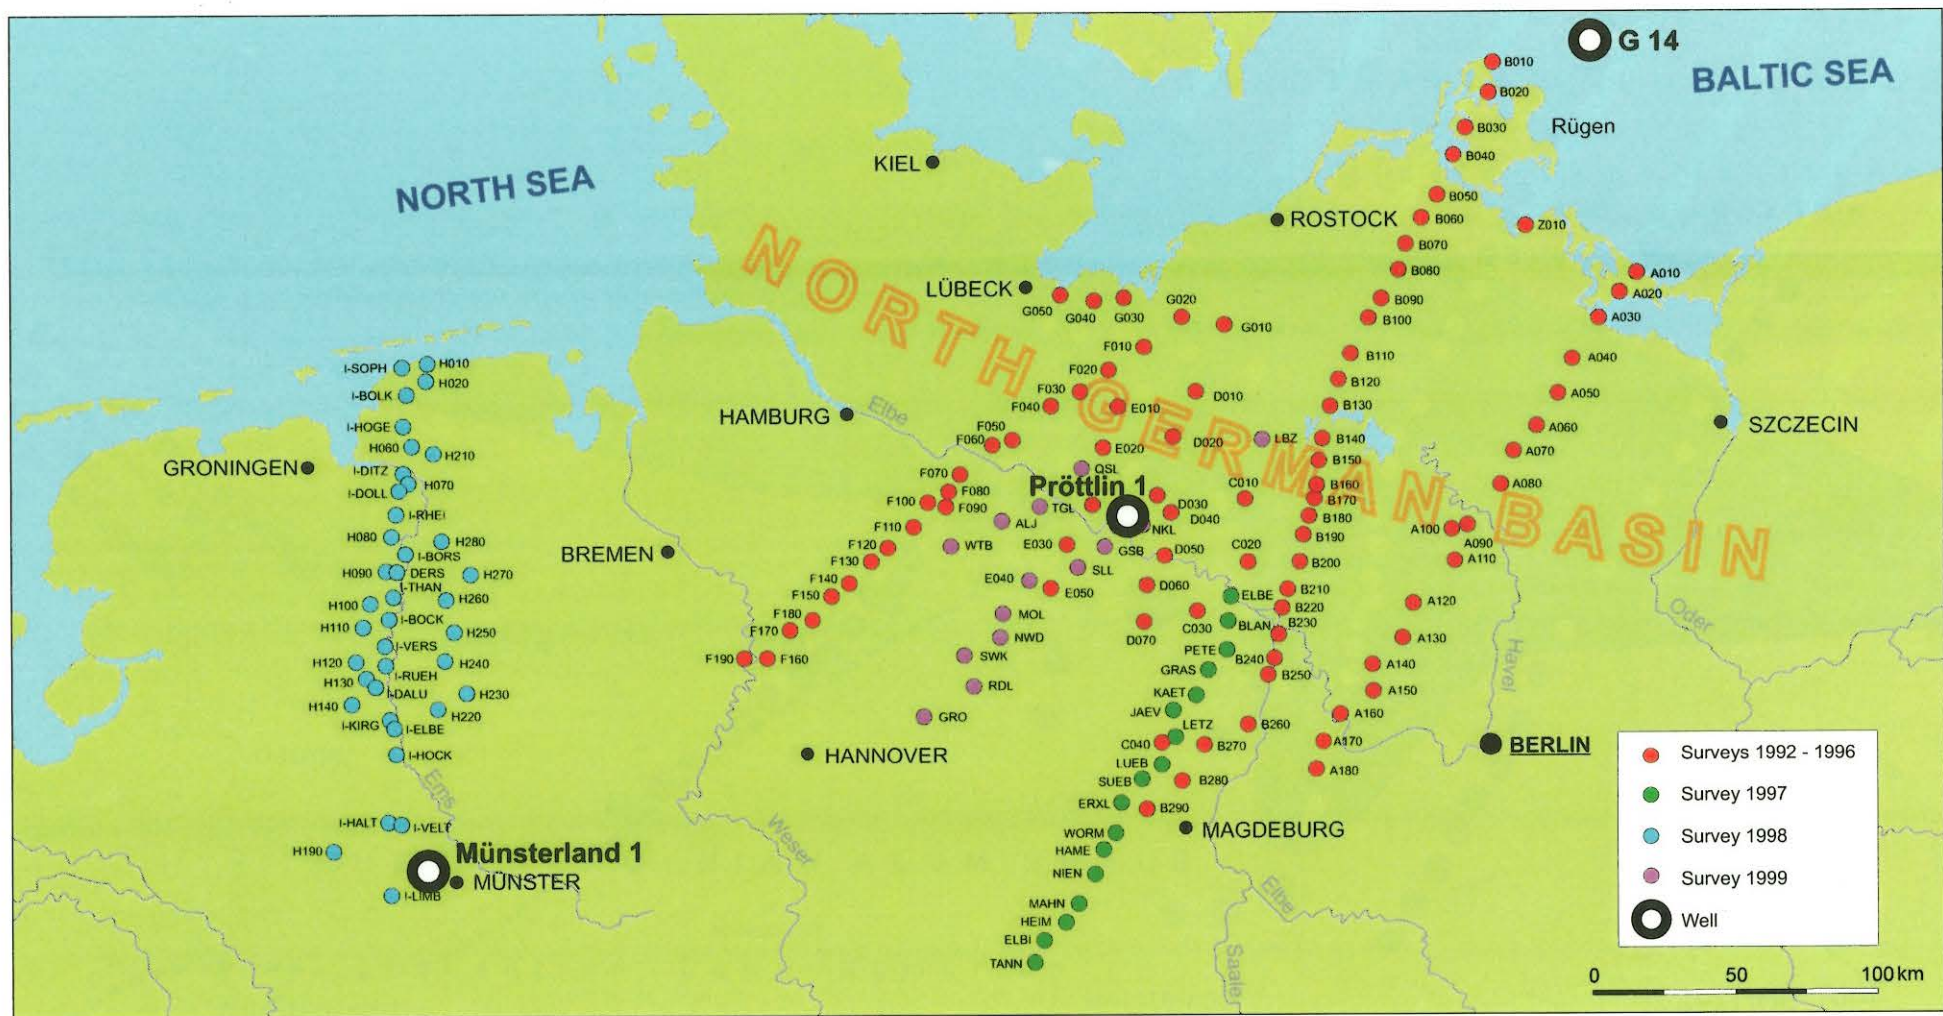 G 14
B010
BALTIC SEA
B020
B030
Rügen
B040
KIEL
NORTH SEA
B050
ROSTOCK
B060
Z010
B070
NORTH GERMAN BASIN
B080
A010
LÜBECK
A020
G050
G040
G030
G020
G010
B090
B100
A030
F010
B110
A040
I-SOPH
H010
H020
F020
B120
I-BOLK
F030
D010
A050
F040
E010
B130
HAMBURG
Elbe
SZCZECIN
I-HOGE
A060
F050
F060
D020
LBZ
B140
H060
H210
E020
A070
GRONINGEN
B150
I-DITZ
QSL
F070
H070
I-DOLL
Pröttlin 1
B160
A080
F080
C010
B170
F100
F090
TGL
D030
D040
I-RHEI
B180
ALJ
NKL
A100
F110
A090
H080
H280
B190
I-BORS
BREMEN
F120
WTB
E030
GSB
D050
C020
A110
F130
B200
H090
DERS
H270
SLL
F140
E040
E050
D060
B210
I-THAN
H260
F150
ELBE
A120
H100
B220
Oder
F180
MOL
C030
I-BOCK
BLAN
B230
H110
H250
F170
NWD
D070
A130
Havel
I-VERS
PETE
H120
H240
F190
F160
SWK
B240
A140
I-RUEH
GRAS
B250
H130
RDL
I-DALU
H230
KAET
A150
H140
H220
JAEV
A160
GRO
I-KIRG
I-ELBE
LETZ
B260
C040
B270
A170
BERLIN
I-HOCK
HANNOVER
LUEB
A180
SUEB
B280
Ems
ERXL
B290
I-HALT
I-VELT
Weser
WORM
MAGDEBURG
H190
Münsterland 1
HAME
MÜNSTER
NIEN
I-LIMB
Elbe
MAHN
HEIM
ELBI
TANN
Saale
Surveys 1992 - 1996
Survey 1997
Survey 1998
Survey 1999
Well
0 50 100 km